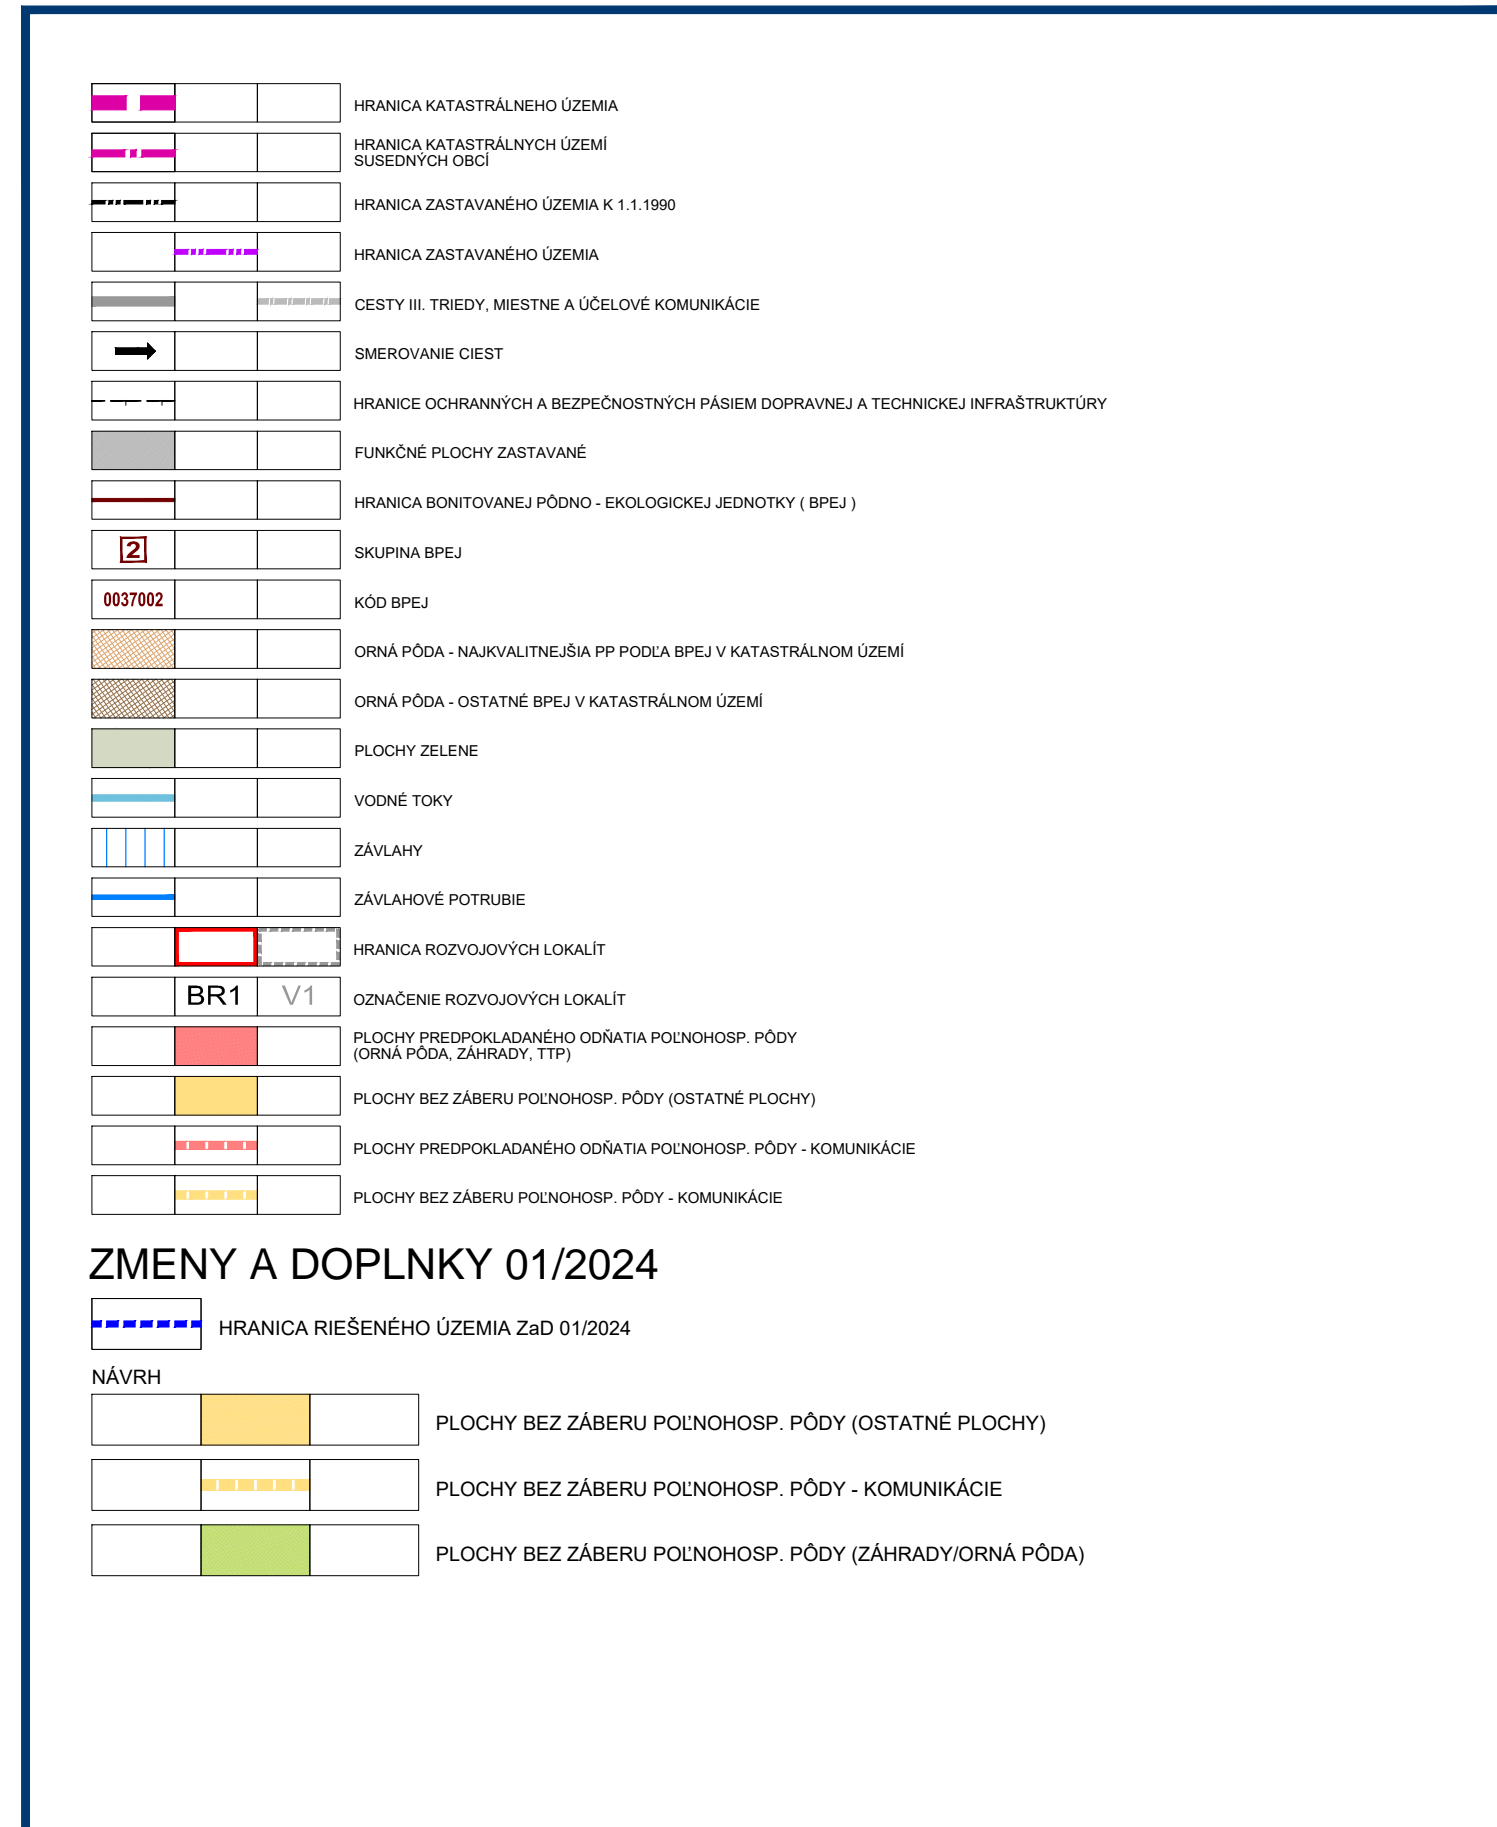 HRANICA KATASTRÁLNEHO ÚZEMIA
HRANICA KATASTRÁLNYCH ÚZEMÍ
SUSEDNÝCH OBCÍ
HRANICA ZASTAVANÉHO ÚZEMIA K 1.1.1990
HRANICA ZASTAVANÉHO ÚZEMIA
CESTY III. TRIEDY, MIESTNE A ÚČELOVÉ KOMUNIKÁCIE
SMEROVANIE CIEST
HRANICE OCHRANNÝCH A BEZPEČNOSTNÝCH PÁSIEM DOPRAVNEJ A TECHNICKEJ INFRAŠTRUKTÚRY
FUNKČNÉ PLOCHY ZASTAVANÉ
HRANICA BONITOVANEJ PÔDNO - EKOLOGICKEJ JEDNOTKY ( BPEJ )
2 SKUPINA BPEJ
0037002 KÓD BPEJ
ORNÁ PÔDA - NAJKVALITNEJŠIA PP PODĽA BPEJ V KATASTRÁLNOM ÚZEMÍ
ORNÁ PÔDA - OSTATNÉ BPEJ V KATASTRÁLNOM ÚZEMÍ
PLOCHY ZELENE
VODNÉ TOKY
ZÁVLAHY
ZÁVLAHOVÉ POTRUBIE
HRANICA ROZVOJOVÝCH LOKALÍT
BR1 V1 OZNAČENIE ROZVOJOVÝCH LOKALÍT
PLOCHY PREDPOKLADANÉHO ODŇATIA POĽNOHOSP. PÔDY
(ORNÁ PÔDA, ZÁHRADY, TTP)
PLOCHY BEZ ZÁBERU POĽNOHOSP. PÔDY (OSTATNÉ PLOCHY)
PLOCHY PREDPOKLADANÉHO ODŇATIA POĽNOHOSP. PÔDY - KOMUNIKÁCIE
PLOCHY BEZ ZÁBERU POĽNOHOSP. PÔDY - KOMUNIKÁCIE
ZMENY A DOPLNKY 01/2024
HRANICA RIEŠENÉHO ÚZEMIA ZaD 01/2024
NÁVRH
PLOCHY BEZ ZÁBERU POĽNOHOSP. PÔDY (OSTATNÉ PLOCHY)
PLOCHY BEZ ZÁBERU POĽNOHOSP. PÔDY - KOMUNIKÁCIE
PLOCHY BEZ ZÁBERU POĽNOHOSP. PÔDY (ZÁHRADY/ORNÁ PÔDA)